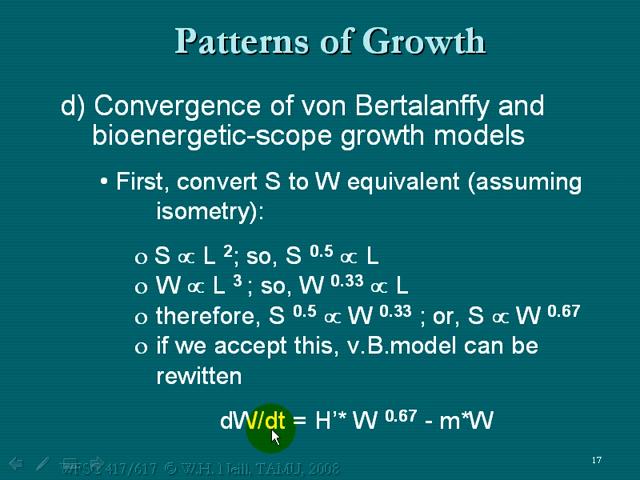 Patterns of Growth
d) Convergence of von Bertalanffy and
bioenergetic-scope growth models
• First, convert S to W equivalent (assuming
isometry):
o S ∝ L 2; so, S 0.5 ∝ L
o W ∝ L 3 ; so, W 0.33 ∝ L
o therefore, S 0.5 ∝ W 0.33 ; or, S ∝ W 0.67
o if we accept this, v.B.model can be
rewitten
dW/dt = H’* W 0.67 - m*W
WFSC 417/617 © W.H. Neill, TAMU, 2008
17